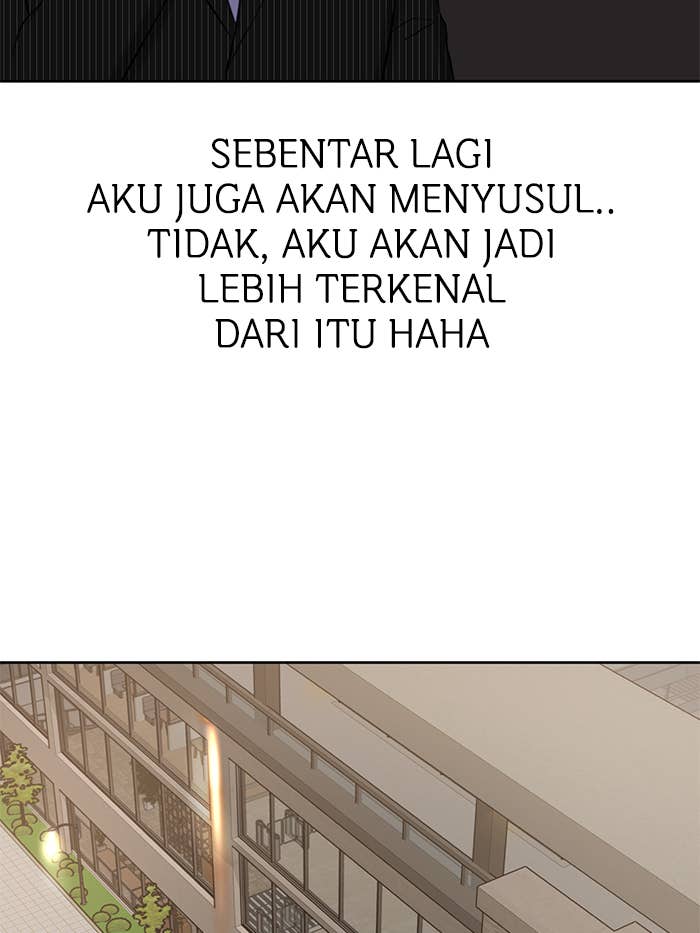 SEBENTAR LAGI
AKU JUGA AKAN MENYUSUL..
TIDAK, AKU AKAN JADI
LEBIH TERKENAL
DARI ITU HAHA